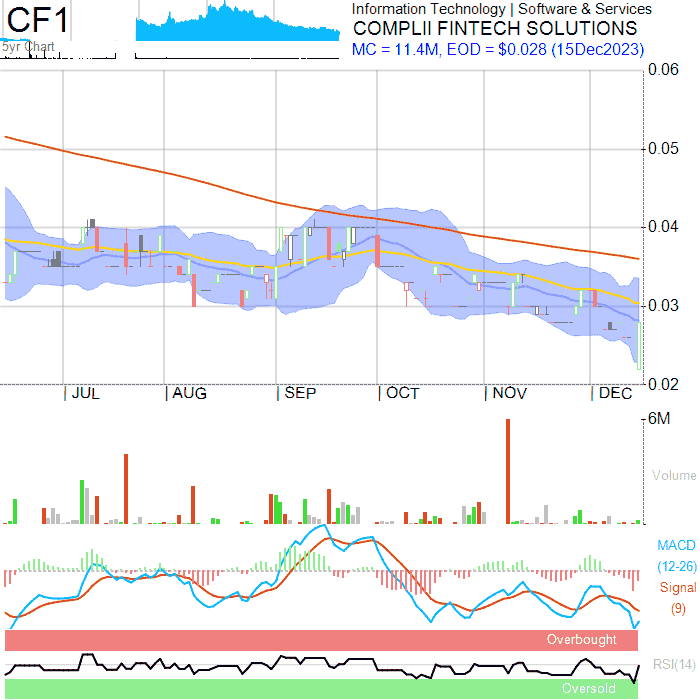 CF1
Information Technology | Software & Services
COMPLII FINTECH SOLUTIONS
5yr Chart
MC = 11.4M, EOD = $0.028 (15Dec2023)
0.06
0.05
0.04
0.03
0.02
JUL AUG SEP OCT NOV DEC
6M
Volume
MACD
(12-26)
Signal
(9)
Overbought
RSI(14)
Oversold